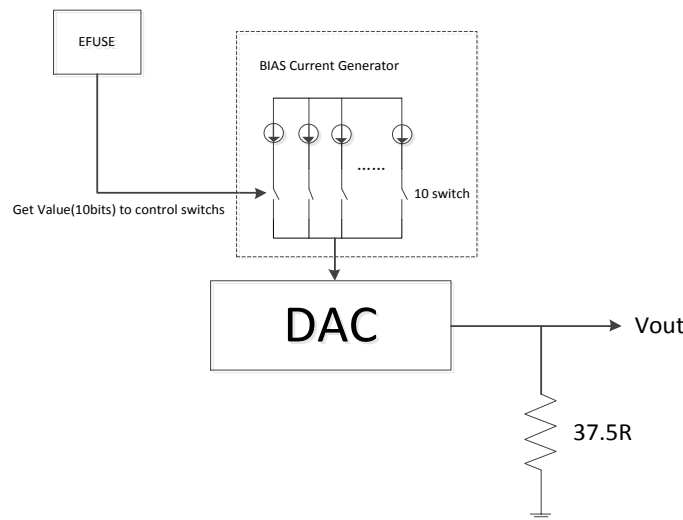 EFUSE
BIAS Current Generator
......
10 switch
Get Value(10bits) to control switchs
DAC
Vout
37.5R